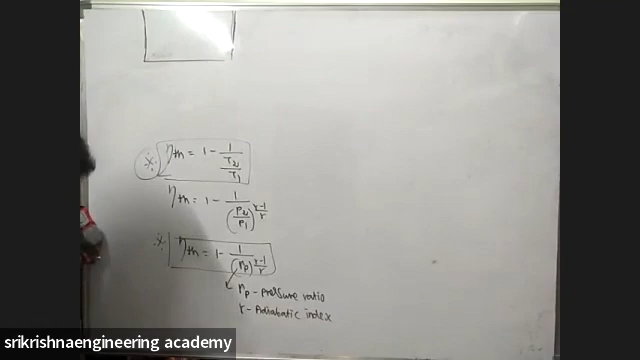 ※ ηth = 1 - 1/(T2/T1)
ηth = 1 - 1/(P2/P1)^((γ-1)/γ)
※ ηth = 1 - 1/(rp)^((γ-1)/γ)
rp - Pressure ratio
γ - Adiabatic index
srikrishnaengineering academy